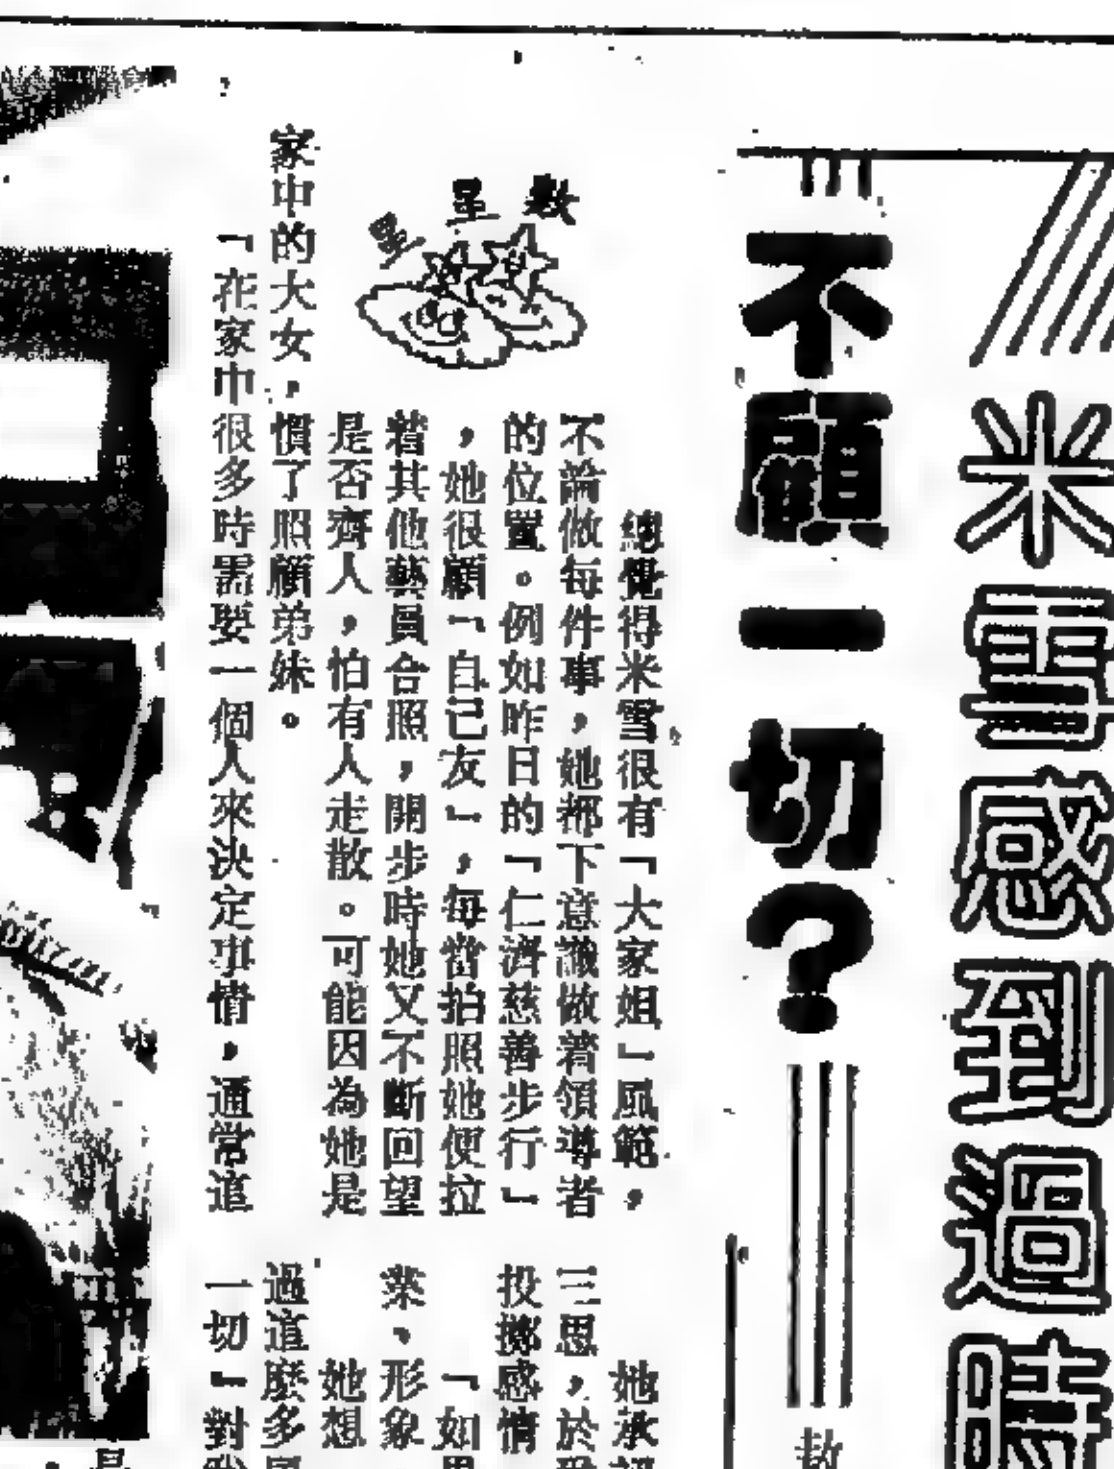 米雪感到過時
不顧一切？
數星星
總覺得米雪很有「大家姐」風範，
不論做每件事，她都下意識做着領導者
的位置。例如昨日的「仁濟慈善步行」
，她很顧「自己友」，每當拍照她便拉
着其他藝員合照，開步時她又不斷回望
是否齊人，怕有人走散。可能因為她是
家中的大女，慣了照顧弟妹。
「在家中很多時需要一個人來決定事情，通常這
她承
三思，於
投擲感情
「如
業、形象
她想
過這麼多
一切」對